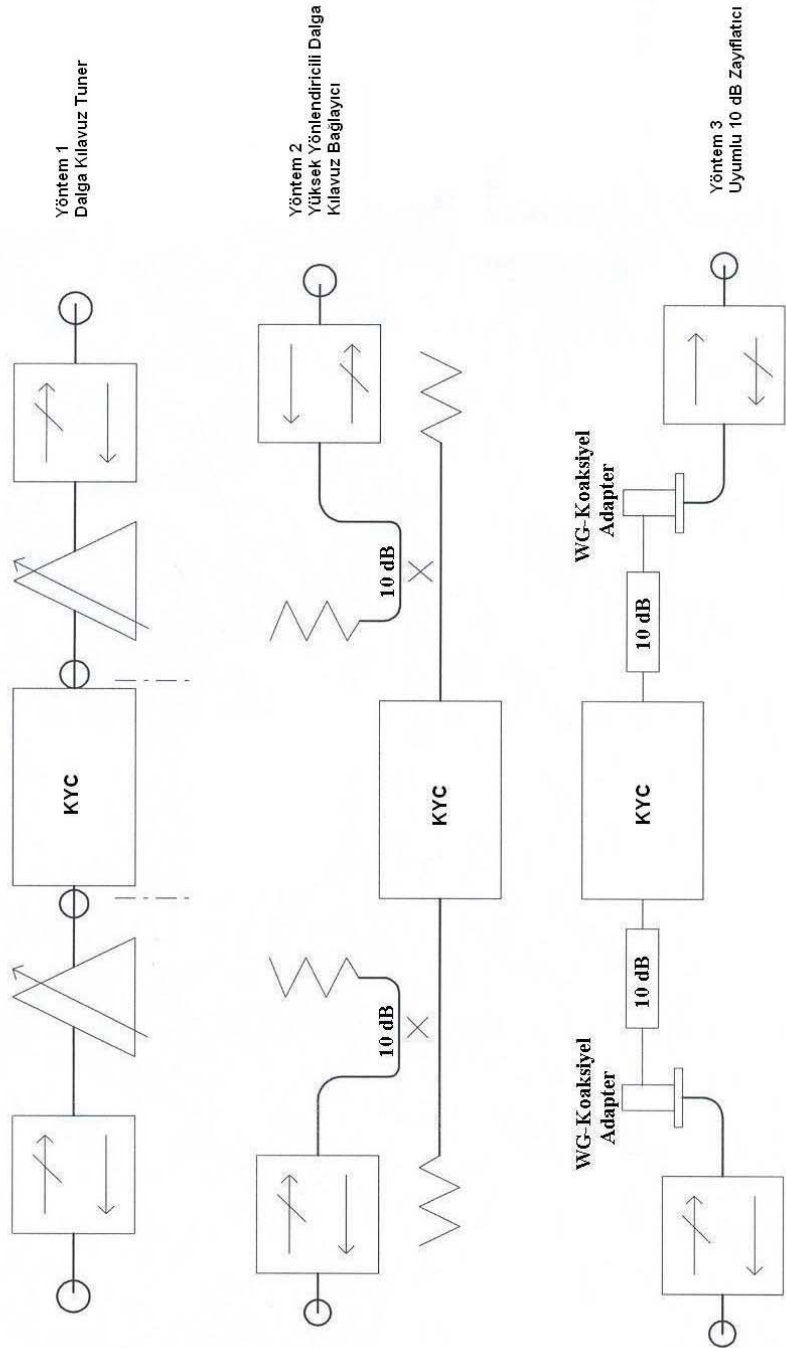 Yöntem 1
Dalga Kılavuz Tuner
KYC
Yöntem 2
Yüksek Yönlendiricili Dalga
Kılavuz Bağlayıcı
10 dB
10 dB
KYC
Yöntem 3
Uyumlu 10 dB Zayıflatıcı
WG-Koaksiyel
Adapter
10 dB
KYC
10 dB
WG-Koaksiyel
Adapter